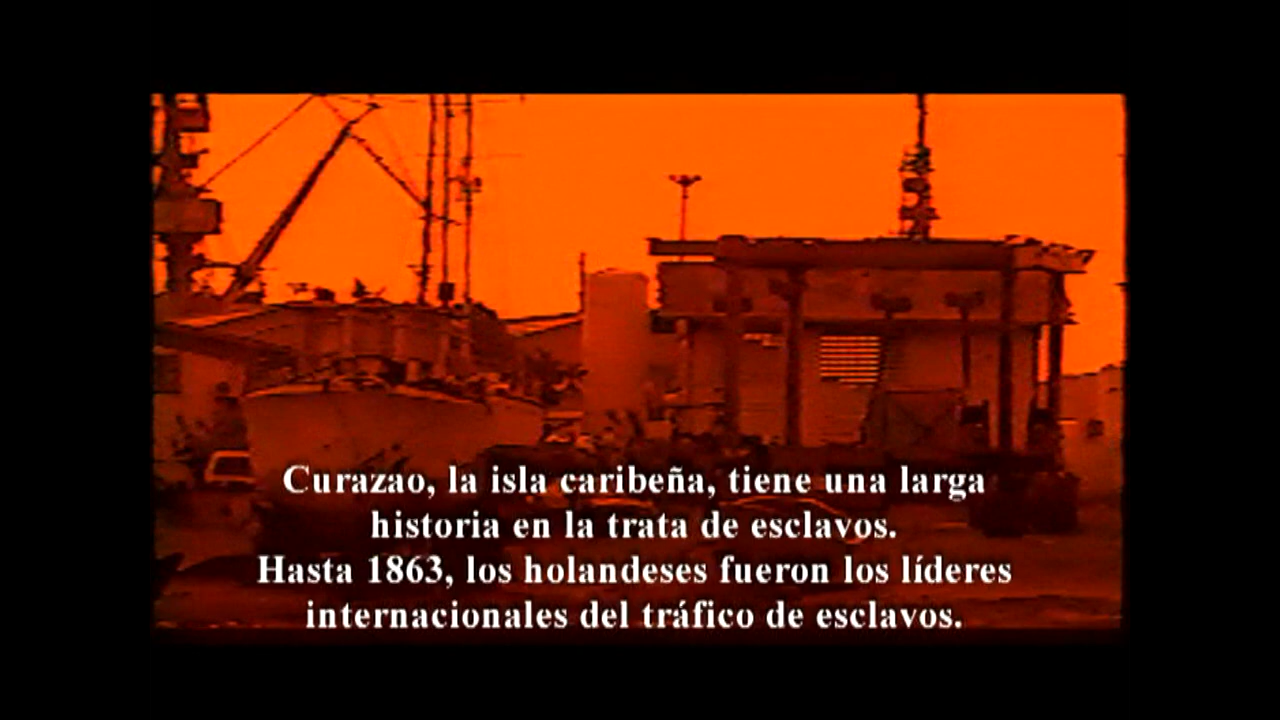 Curazao, la isla caribeña, tiene una larga
historia en la trata de esclavos.
Hasta 1863, los holandeses fueron los líderes
internacionales del tráfico de esclavos.